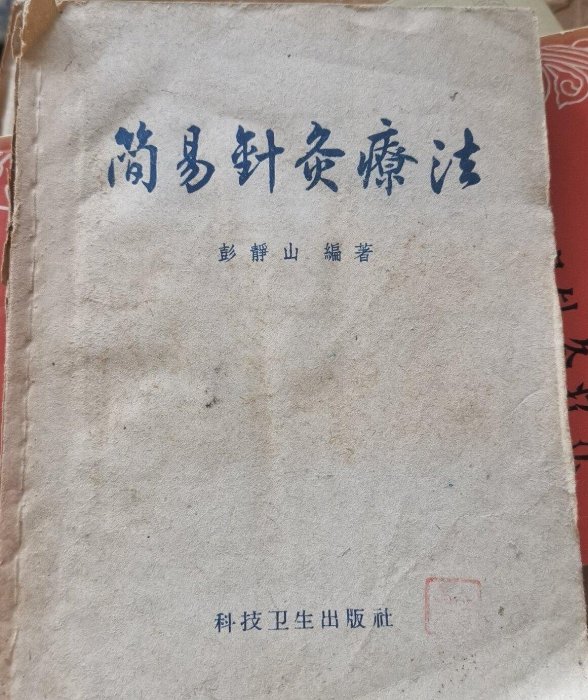 簡易針灸療法
彭靜山 編著
科技卫生出版社